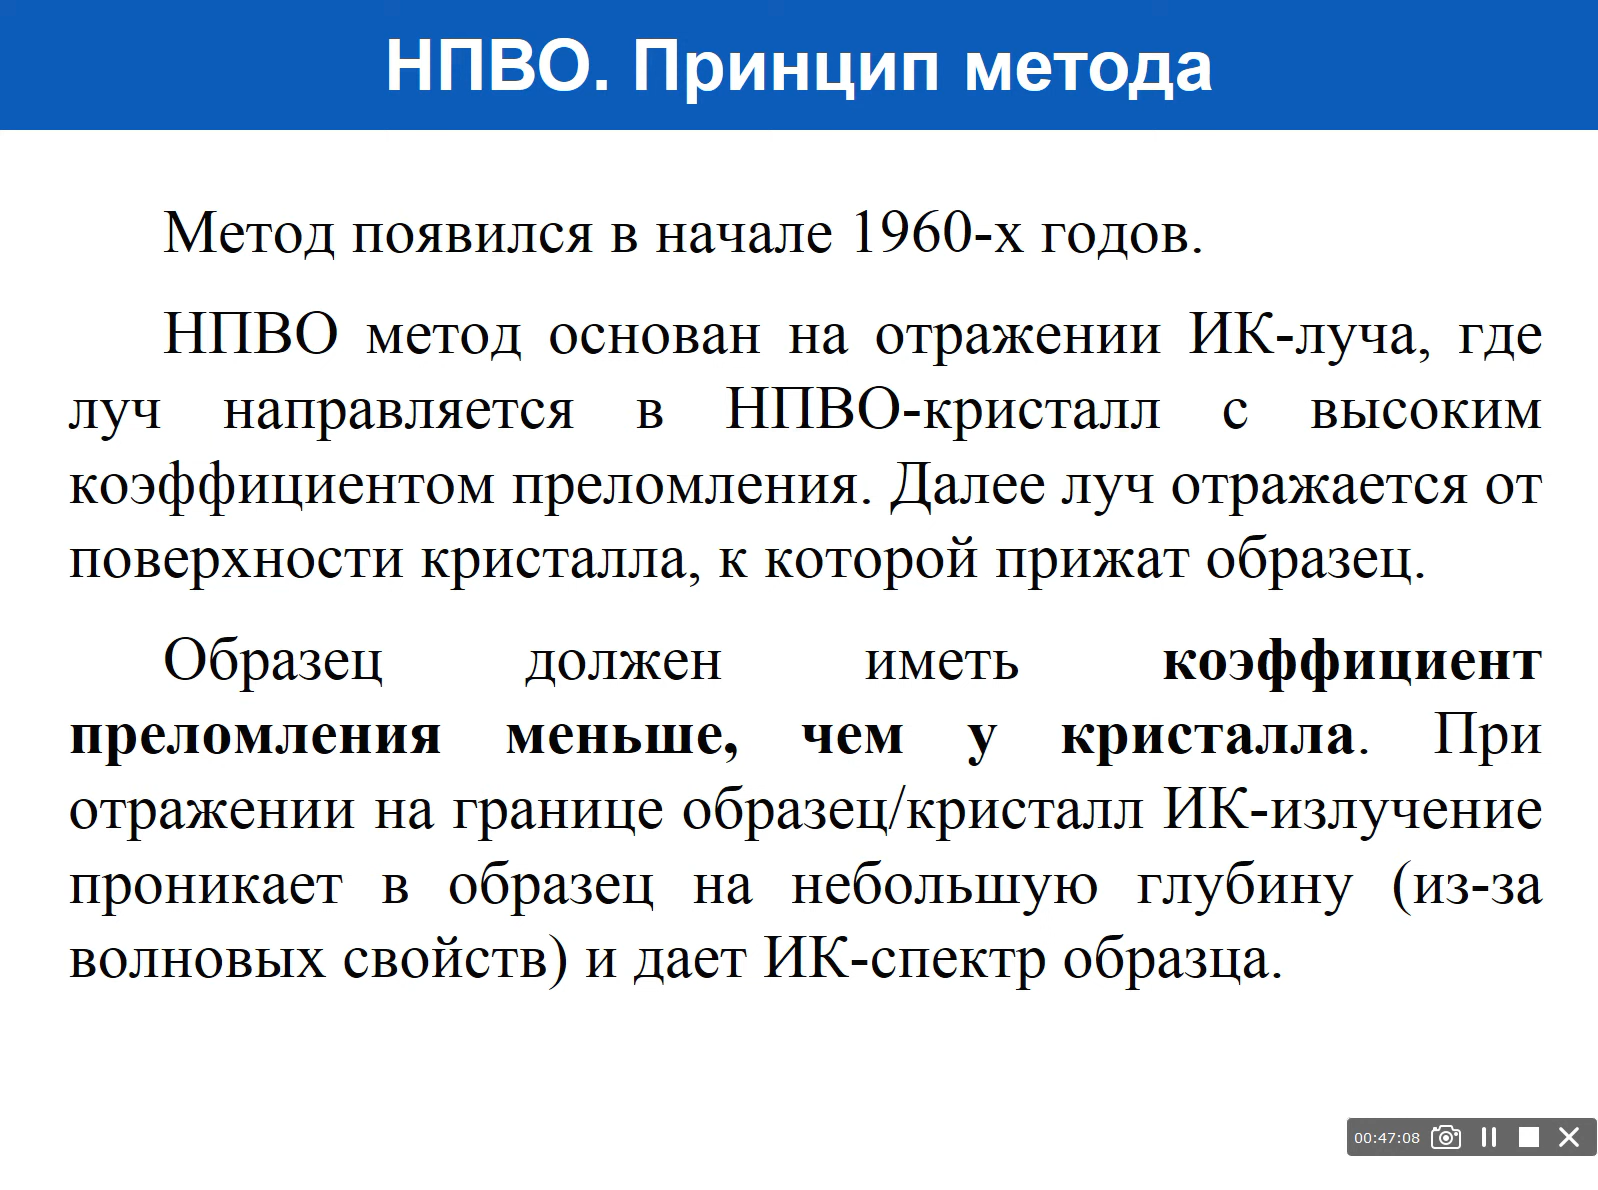 НПВО. Принцип метода
Метод появился в начале 1960-х годов.
НПВО метод основан на отражении ИК-луча, где
луч направляется в НПВО-кристалл с высоким
коэффициентом преломления. Далее луч отражается от
поверхности кристалла, к которой прижат образец.
Образец должен иметь коэффициент
преломления меньше, чем у кристалла. При
отражении на границе образец/кристалл ИК-излучение
проникает в образец на небольшую глубину (из-за
волновых свойств) и дает ИК-спектр образца.
00:47:08